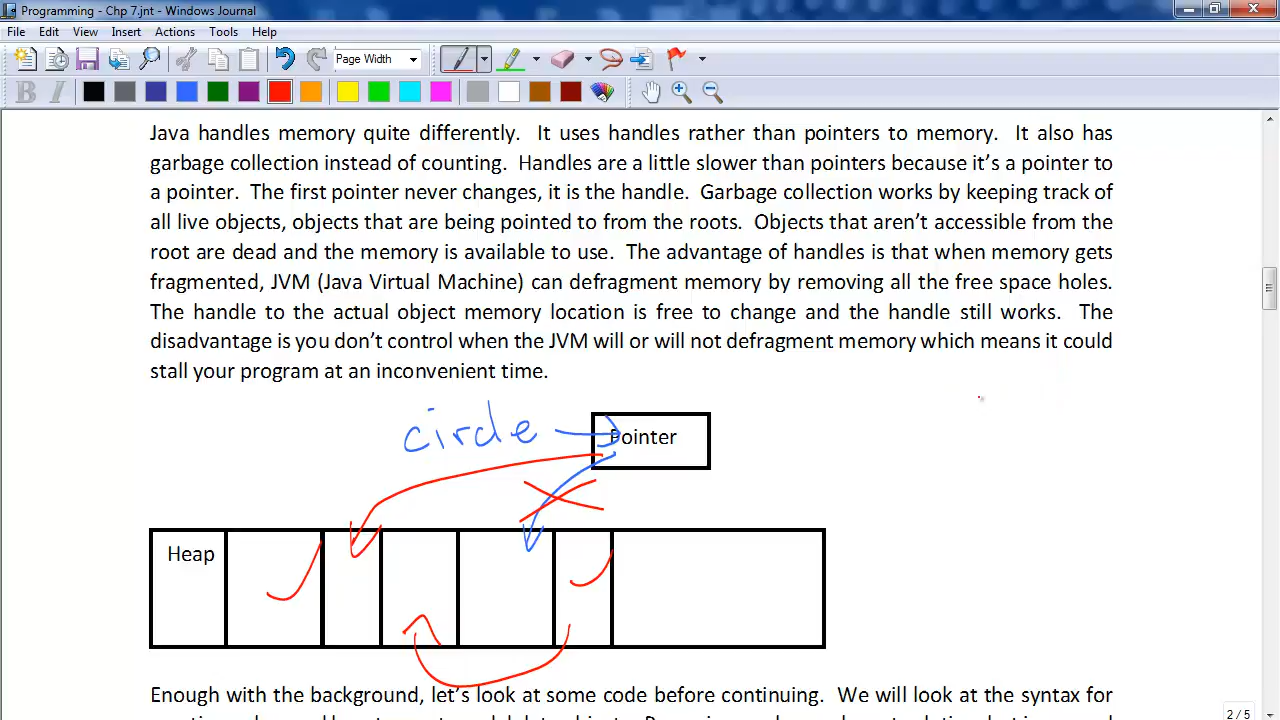 Programming - Chp 7.jnt - Windows Journal
File Edit View Insert Actions Tools Help
Page Width
B I
Java handles memory quite differently. It uses handles rather than pointers to memory. It also has
garbage collection instead of counting. Handles are a little slower than pointers because it's a pointer to
a pointer. The first pointer never changes, it is the handle. Garbage collection works by keeping track of
all live objects, objects that are being pointed to from the roots. Objects that aren't accessible from the
root are dead and the memory is available to use. The advantage of handles is that when memory gets
fragmented, JVM (Java Virtual Machine) can defragment memory by removing all the free space holes.
The handle to the actual object memory location is free to change and the handle still works. The
disadvantage is you don't control when the JVM will or will not defragment memory which means it could
stall your program at an inconvenient time.
circle Pointer
Heap
Enough with the background, let's look at some code before continuing. We will look at the syntax for
2/5